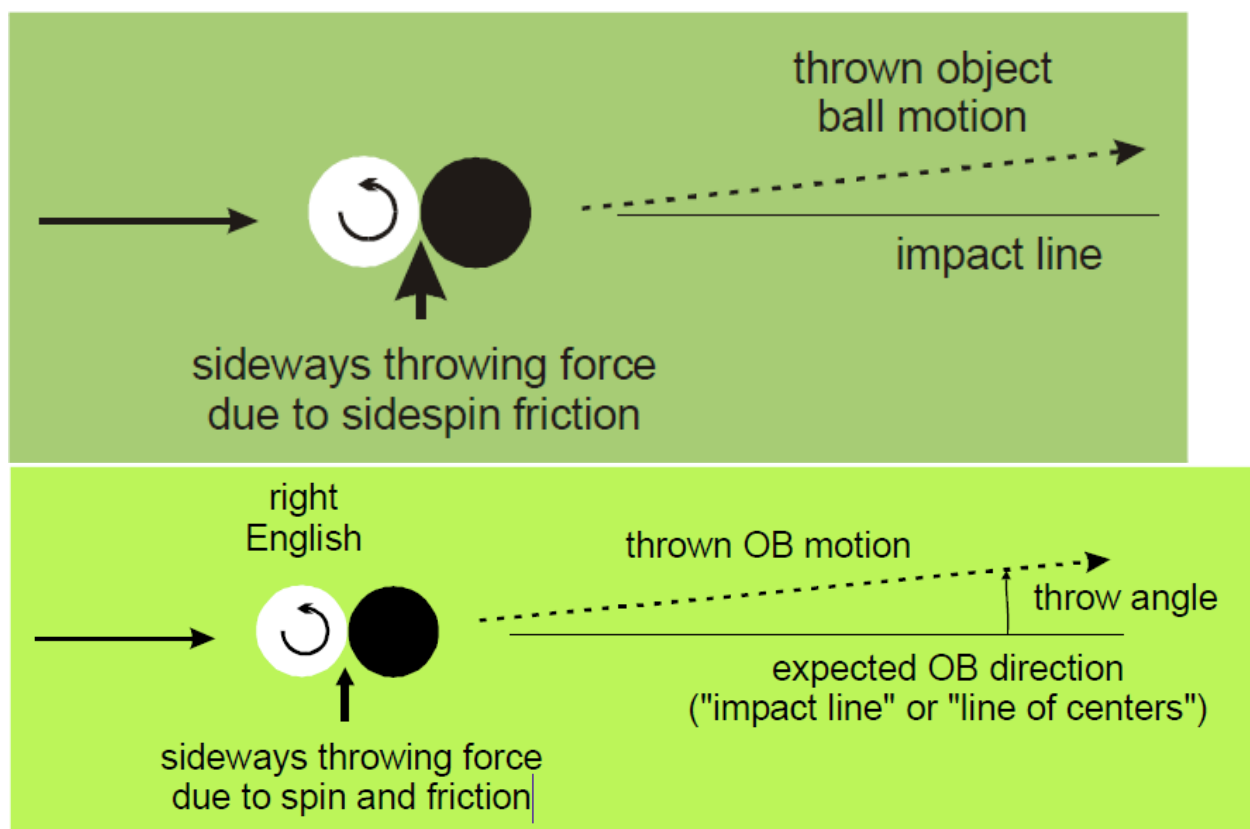 thrown object
ball motion
impact line
sideways throwing force
due to sidespin friction
right
English
thrown OB motion
throw angle
expected OB direction
("impact line" or "line of centers")
sideways throwing force
due to spin and friction